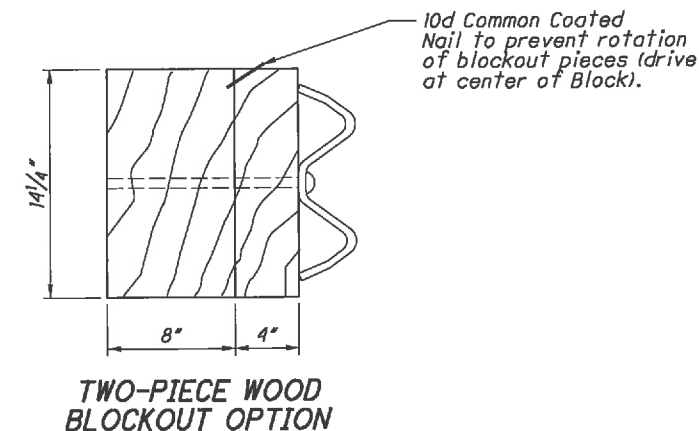 10d Common Coated
Nail to prevent rotation
of blockout pieces (drive
at center of Block).
14¼"
8"
4"
TWO-PIECE WOOD
BLOCKOUT OPTION